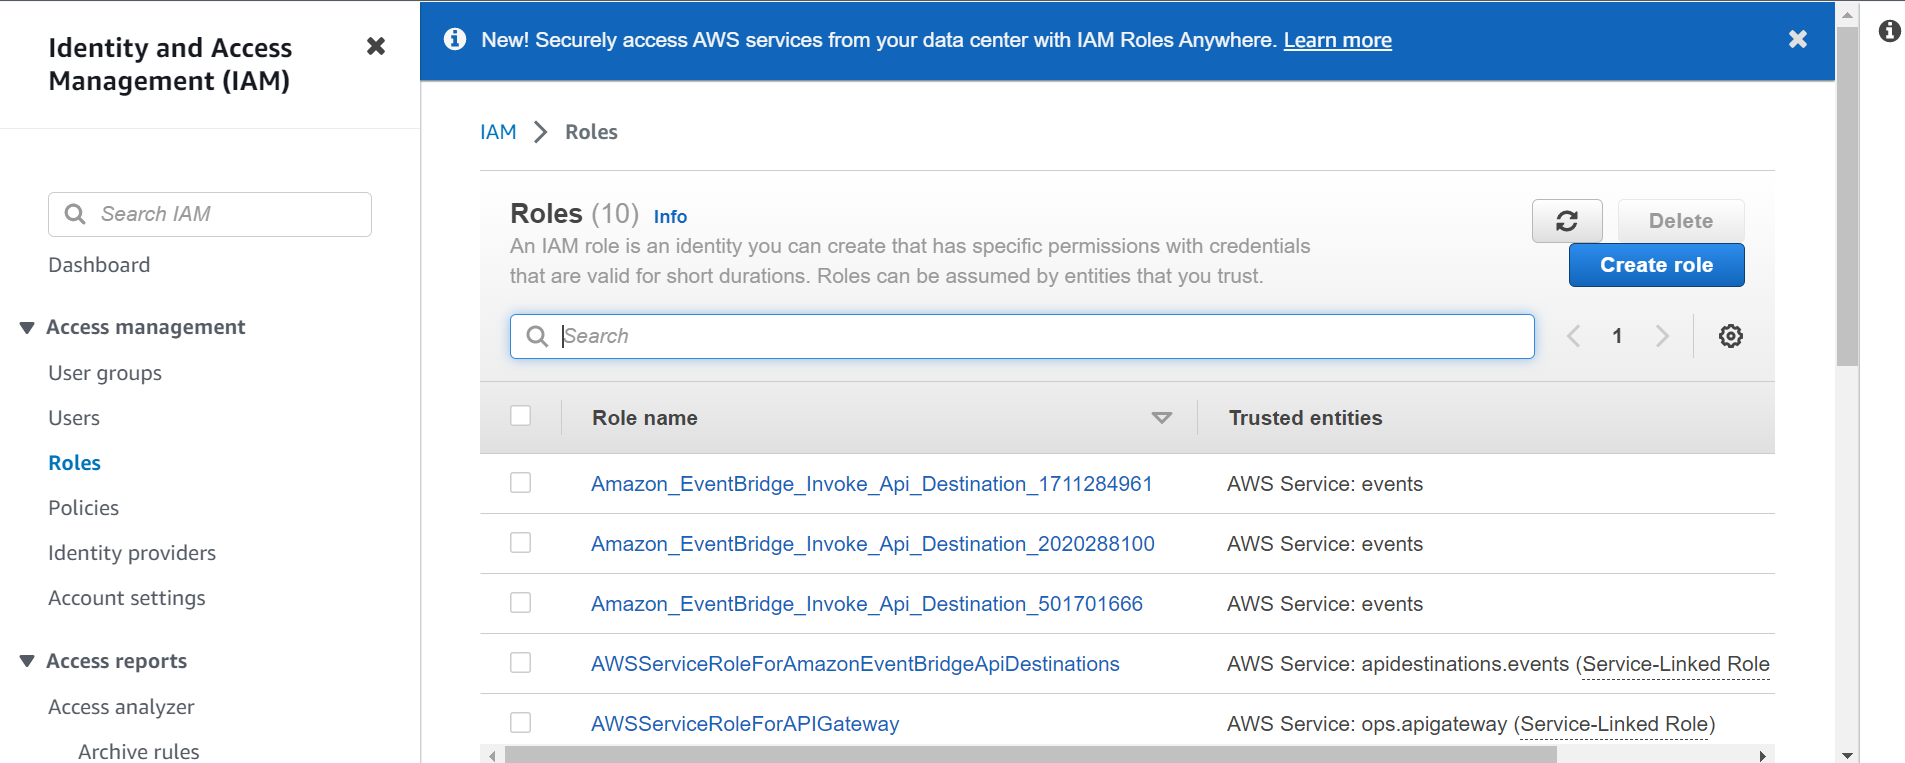 Identity and Access
Management (IAM)
Search IAM
Dashboard
Access management
User groups
Users
Roles
Policies
Identity providers
Account settings
Access reports
Access analyzer
Archive rules
New! Securely access AWS services from your data center with IAM Roles Anywhere. Learn more
IAM > Roles
Roles (10) Info
An IAM role is an identity you can create that has specific permissions with credentials
that are valid for short durations. Roles can be assumed by entities that you trust.
Delete
Create role
Search
1
Role name Trusted entities
Amazon_EventBridge_Invoke_Api_Destination_1711284961 AWS Service: events
Amazon_EventBridge_Invoke_Api_Destination_2020288100 AWS Service: events
Amazon_EventBridge_Invoke_Api_Destination_501701666 AWS Service: events
AWSServiceRoleForAmazonEventBridgeApiDestinations AWS Service: apidestinations.events (Service-Linked Role
AWSServiceRoleForAPIGateway AWS Service: ops.apigateway (Service-Linked Role)